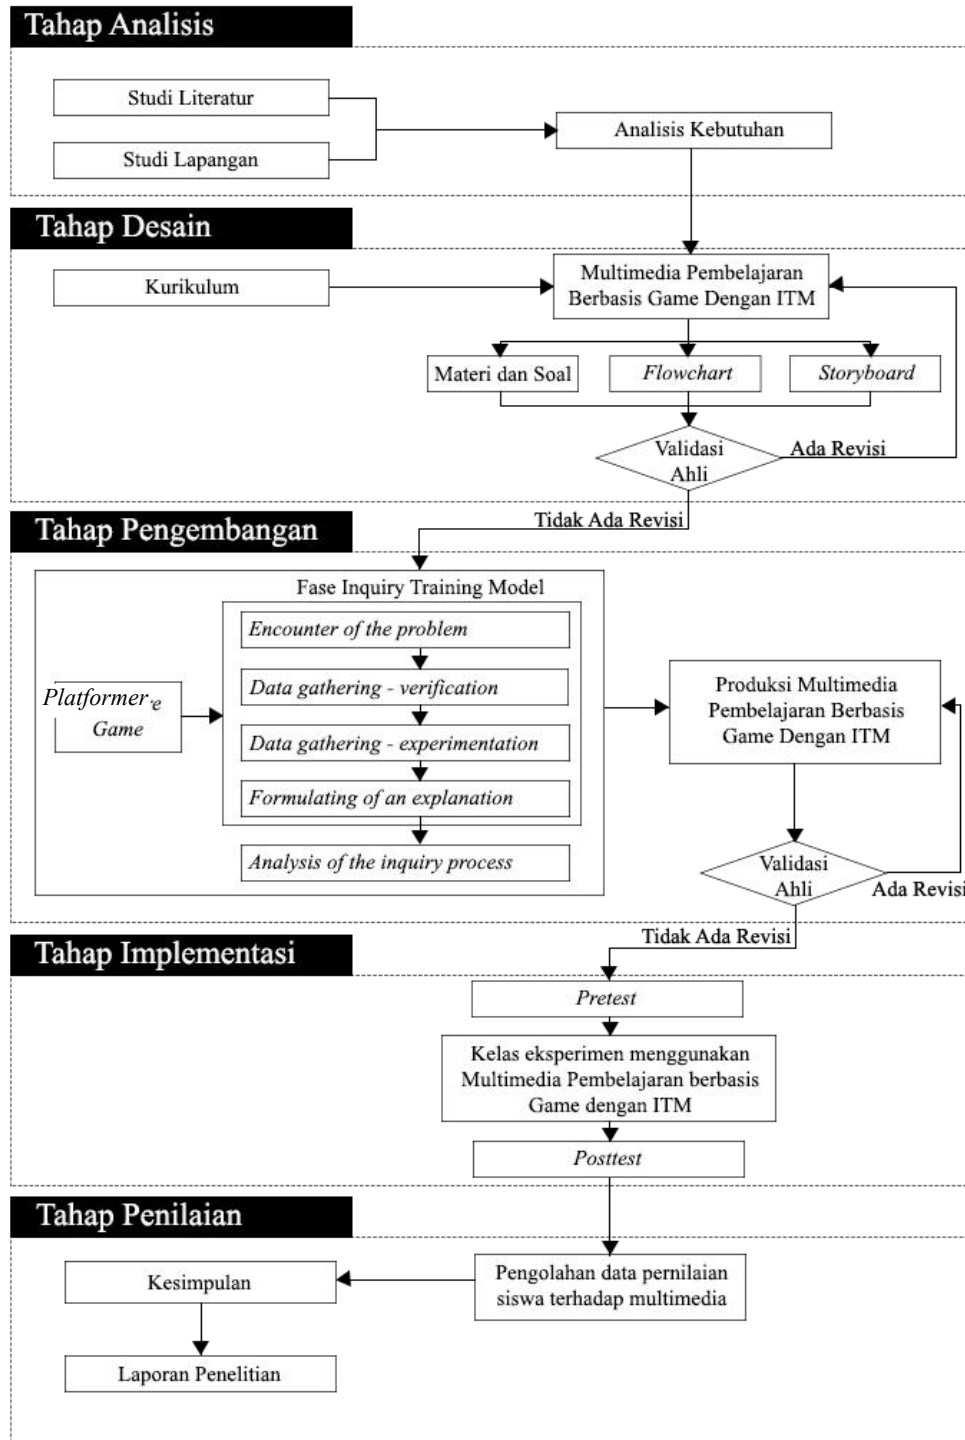 Tahap Analisis
Studi Literatur
Analisis Kebutuhan
Studi Lapangan
Tahap Desain
Kurikulum
Multimedia Pembelajaran
Berbasis Game Dengan ITM
Materi dan Soal
Flowchart
Storyboard
Validasi
Ahli
Ada Revisi
Tidak Ada Revisi
Tahap Pengembangan
Fase Inquiry Training Model
Encounter of the problem
Data gathering - verification
Data gathering - experimentation
Formulating of an explanation
Analysis of the inquiry process
Platformer
Game
Produksi Multimedia
Pembelajaran Berbasis
Game Dengan ITM
Validasi
Ahli
Ada Revisi
Tidak Ada Revisi
Tahap Implementasi
Pretest
Kelas eksperimen menggunakan
Multimedia Pembelajaran berbasis
Game dengan ITM
Posttest
Tahap Penilaian
Pengolahan data pernilaian
siswa terhadap multimedia
Kesimpulan
Laporan Penelitian